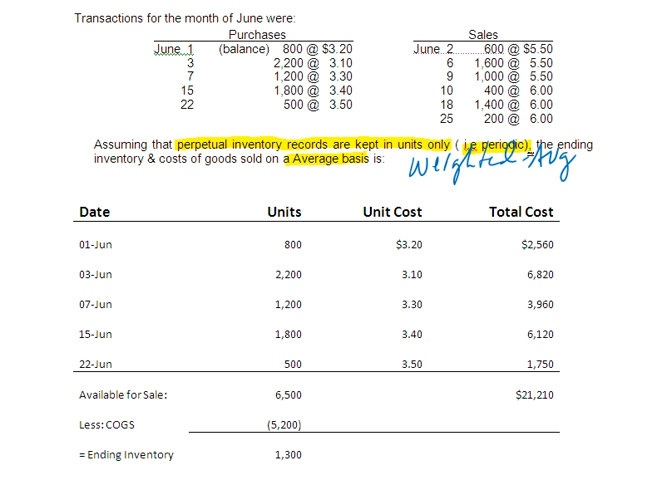 Transactions for the month of June were:
Purchases Sales
June 1 (balance) 800 @ $3.20 June 2 600 @ $5.50
3 2,200 @ 3.10 6 1,600 @ 5.50
7 1,200 @ 3.30 9 1,000 @ 5.50
15 1,800 @ 3.40 10 400 @ 6.00
22 500 @ 3.50 18 1,400 @ 6.00
25 200 @ 6.00
Assuming that perpetual inventory records are kept in units only ( i.e periodic), the ending
inventory & costs of goods sold on a Average basis is:
Weighted-Avg
Date Units Unit Cost Total Cost
01-Jun 800 $3.20 $2,560
03-Jun 2,200 3.10 6,820
07-Jun 1,200 3.30 3,960
15-Jun 1,800 3.40 6,120
22-Jun 500 3.50 1,750
Available for Sale: 6,500 $21,210
Less: COGS (5,200)
= Ending Inventory 1,300